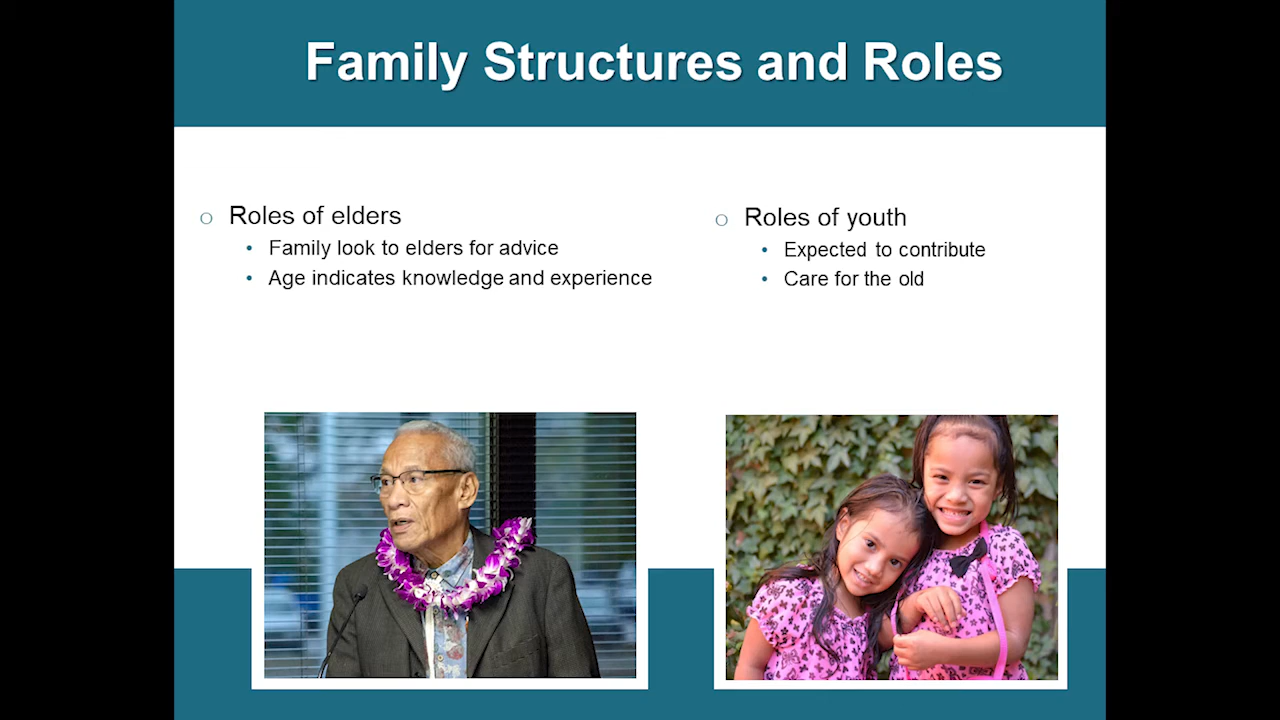 Family Structures and Roles
o Roles of elders
• Family look to elders for advice
• Age indicates knowledge and experience
o Roles of youth
• Expected to contribute
• Care for the old